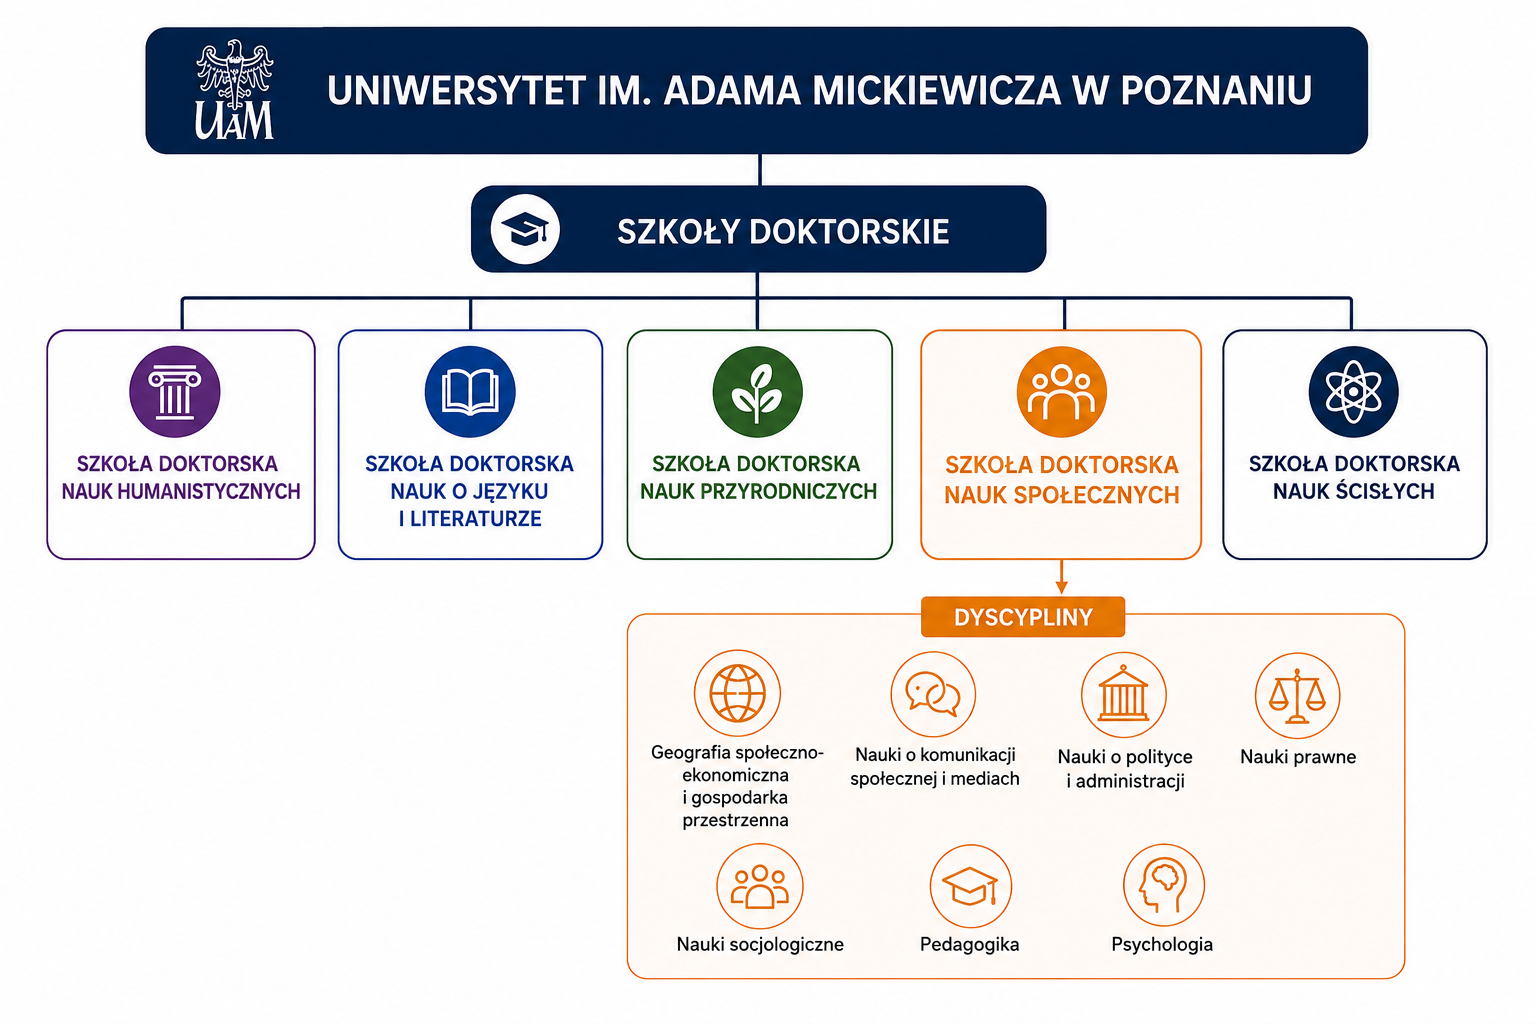 UAM
UNIWERSYTET IM. ADAMA MICKIEWICZA W POZNANIU
SZKOŁY DOKTORSKIE
SZKOŁA DOKTORSKA
NAUK HUMANISTYCZNYCH
SZKOŁA DOKTORSKA
NAUK O JĘZYKU
I LITERATURZE
SZKOŁA DOKTORSKA
NAUK PRZYRODNICZYCH
SZKOŁA DOKTORSKA
NAUK SPOŁECZNYCH
SZKOŁA DOKTORSKA
NAUK ŚCISŁYCH
DYSCYPLINY
Geografia społeczno-
ekonomiczna
i gospodarka
przestrzenna
Nauki o komunikacji
społecznej i mediach
Nauki o polityce
i administracji
Nauki prawne
Nauki socjologiczne
Pedagogika
Psychologia